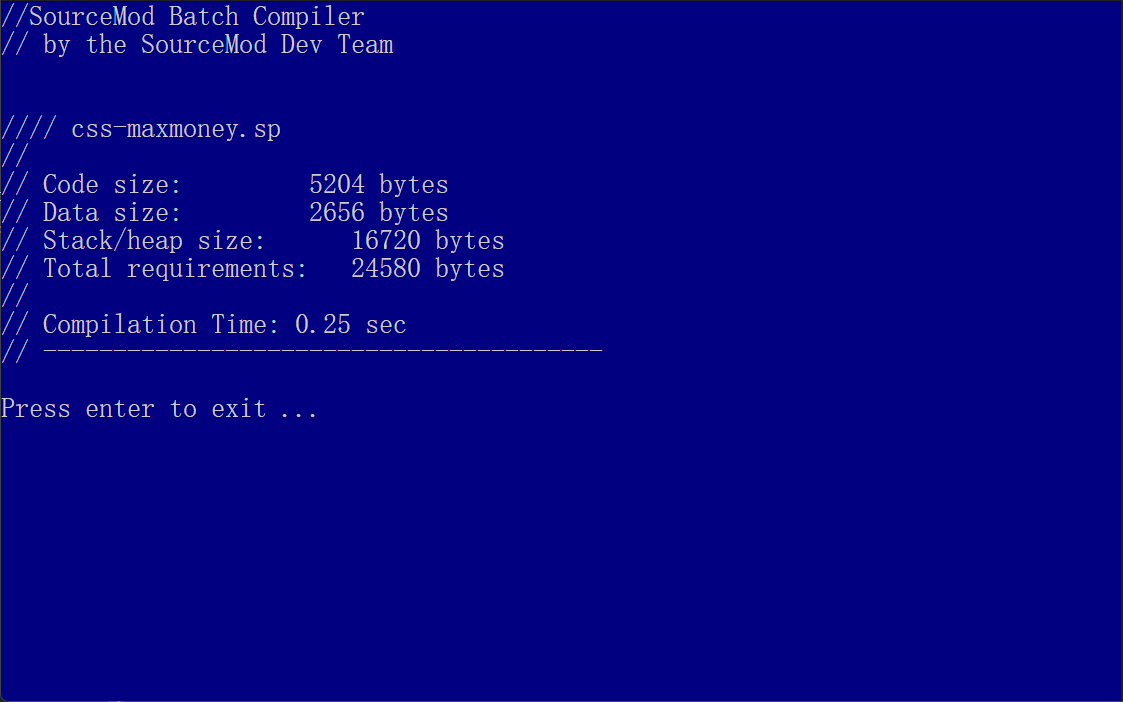 //SourceMod Batch Compiler
// by the SourceMod Dev Team
//// css-maxmoney.sp
//
// Code size:         5204 bytes
// Data size:         2656 bytes
// Stack/heap size:      16720 bytes
// Total requirements:   24580 bytes
//
// Compilation Time: 0.25 sec
// ----------------------------------------
Press enter to exit ...